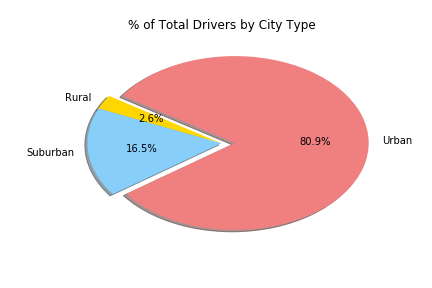 % of Total Drivers by City Type
Rural
2.6%
Suburban
16.5%
80.9%
Urban